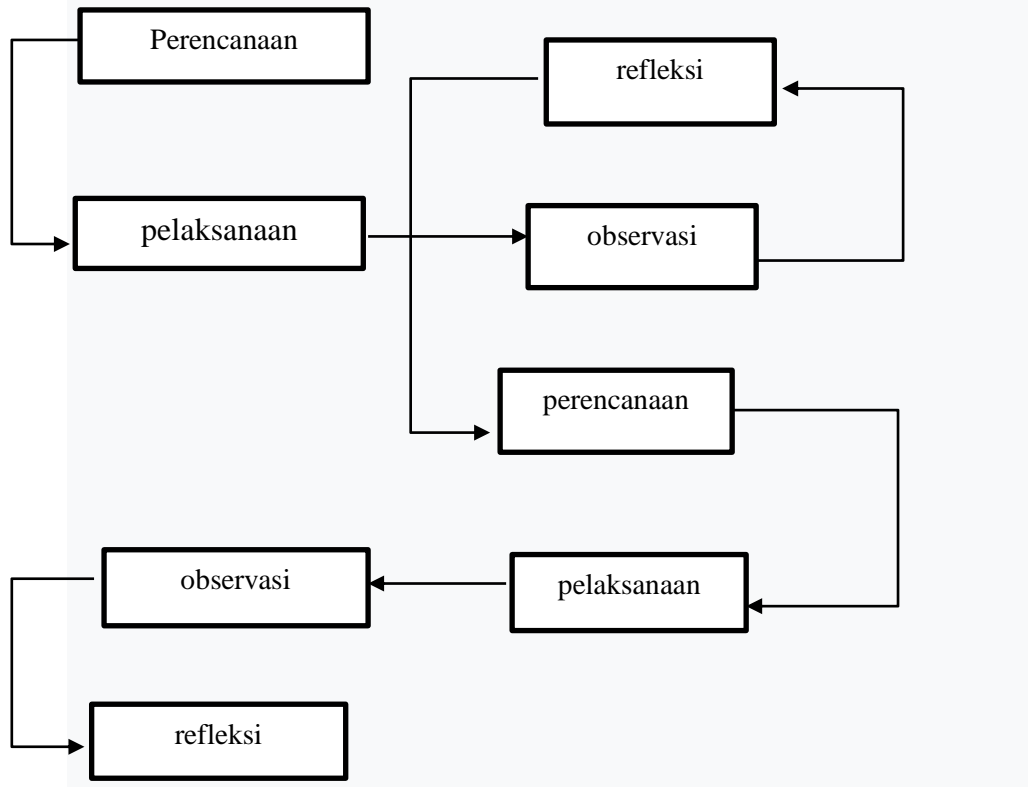 Perencanaan
refleksi
pelaksanaan
observasi
perencanaan
observasi
pelaksanaan
refleksi